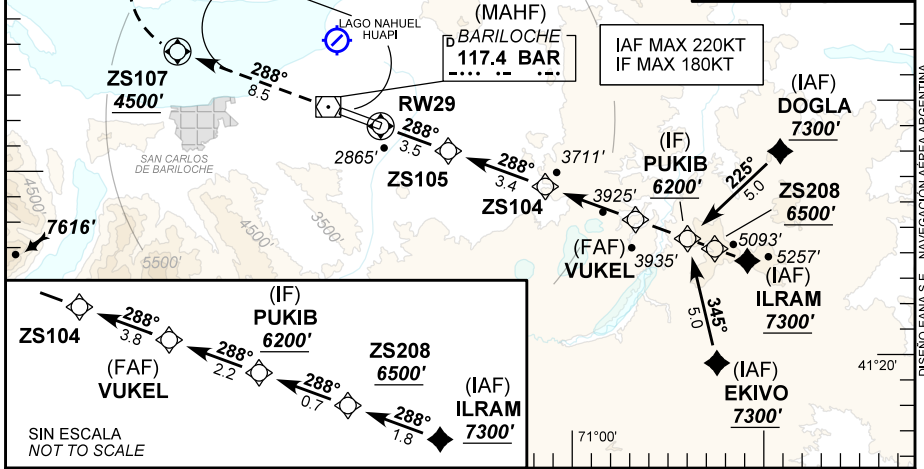 LAGO NAHUEL
HUAPI
(MAHF)
BARILOCHE
D 117.4 BAR
IAF MAX 220KT
IF MAX 180KT
(IAF)
DOGLA
7300'
ZS107
4500'
288°
8.5
RW29
2865'
SAN CARLOS
DE BARILOCHE
288°
3.5
ZS105
288°
3.4
3711'
ZS104
3925'
(IF)
PUKIB
6200'
225°
5.0
ZS208
6500'
(FAF)
VUKEL
3935'
5093'
5257'
(IAF)
ILRAM
7300'
345°
5.0
(IAF)
EKIVO
7300'
4500'
7616'
5500'
4500'
3500'
41°20'
71°00'
ZS104
288°
3.8
(FAF)
VUKEL
288°
2.2
(IF)
PUKIB
6200'
288°
0.7
ZS208
6500'
288°
1.8
(IAF)
ILRAM
7300'
SIN ESCALA
NOT TO SCALE